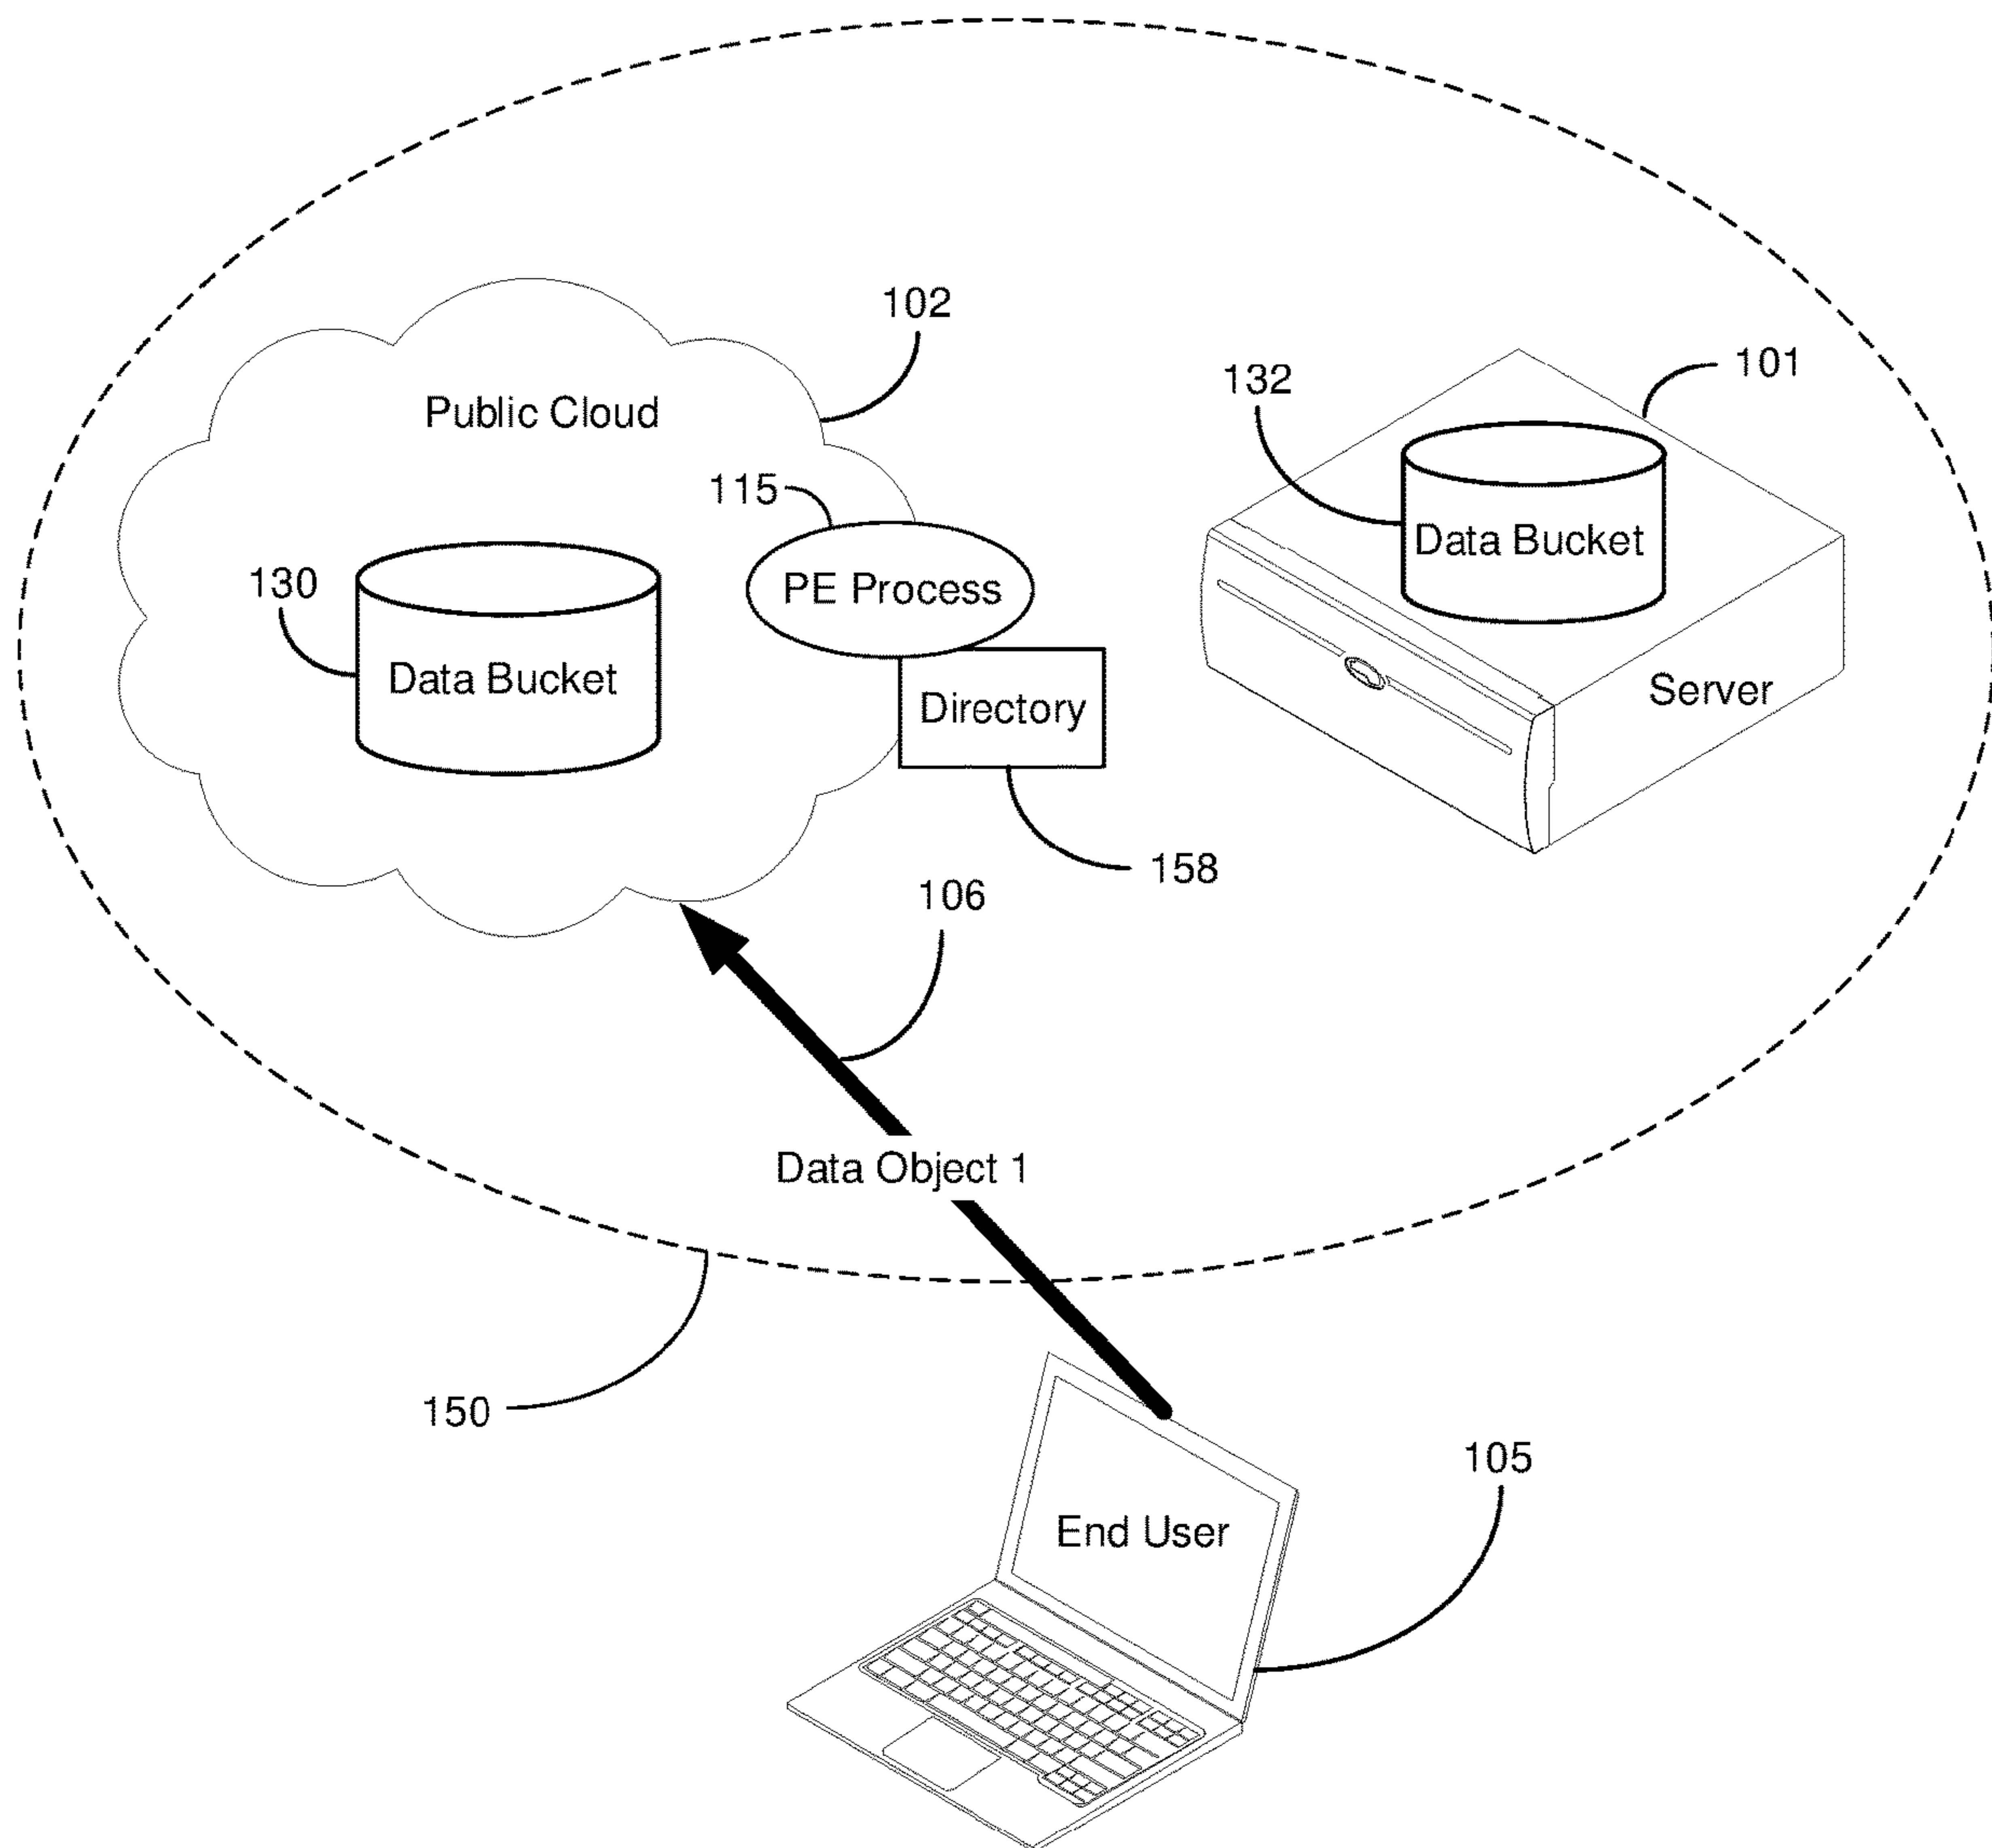 102
101
132
Public Cloud
115
Data Bucket
130
PE Process
Data Bucket
Directory
Server
158
106
Data Object 1
150
105
End User